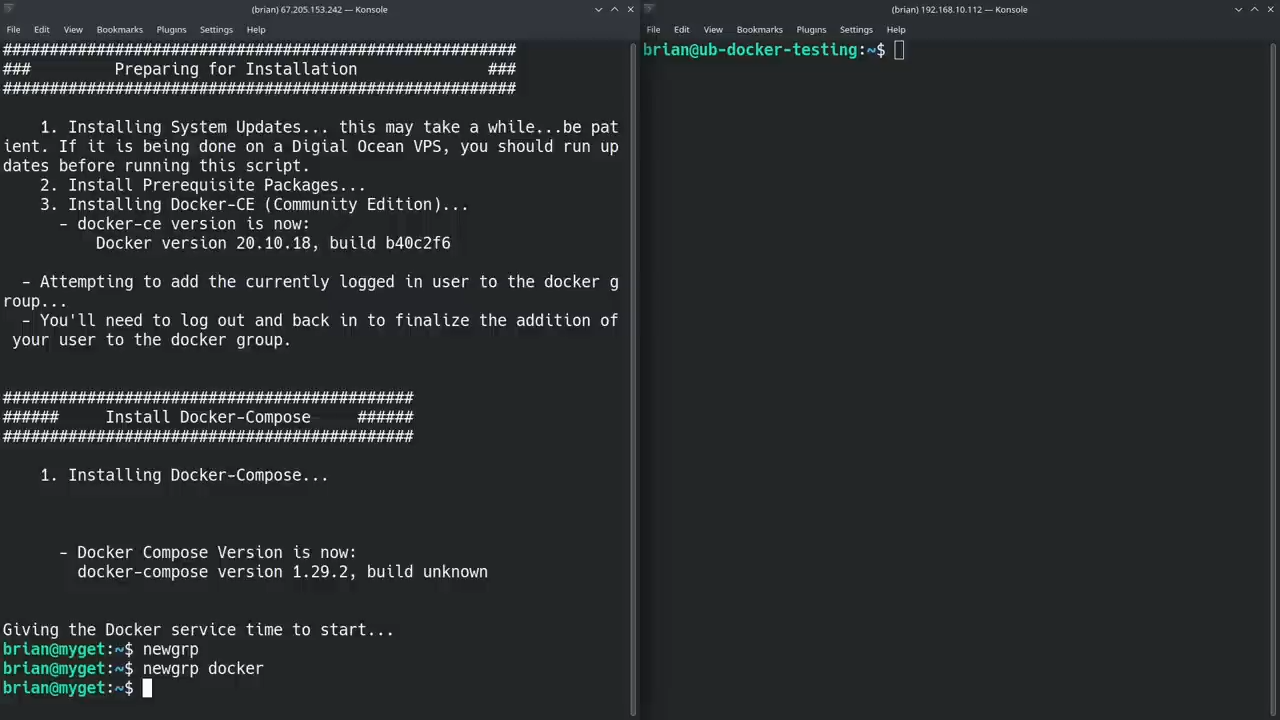 (brian) 67.205.153.242 — Konsole
File Edit View Bookmarks Plugins Settings Help
#######################################################
### Preparing for Installation ###
#######################################################
1. Installing System Updates... this may take a while...be pat
ient. If it is being done on a Digial Ocean VPS, you should run up
dates before running this script.
2. Install Prerequisite Packages...
3. Installing Docker-CE (Community Edition)...
- docker-ce version is now:
Docker version 20.10.18, build b40c2f6
- Attempting to add the currently logged in user to the docker g
roup...
- You'll need to log out and back in to finalize the addition of
your user to the docker group.
############################################
###### Install Docker-Compose ######
############################################
1. Installing Docker-Compose...
- Docker Compose Version is now:
docker-compose version 1.29.2, build unknown
Giving the Docker service time to start...
brian@myget:~$ newgrp
brian@myget:~$ newgrp docker
brian@myget:~$
(brian) 192.168.10.112 — Konsole
File Edit View Bookmarks Plugins Settings Help
brian@ub-docker-testing:~$